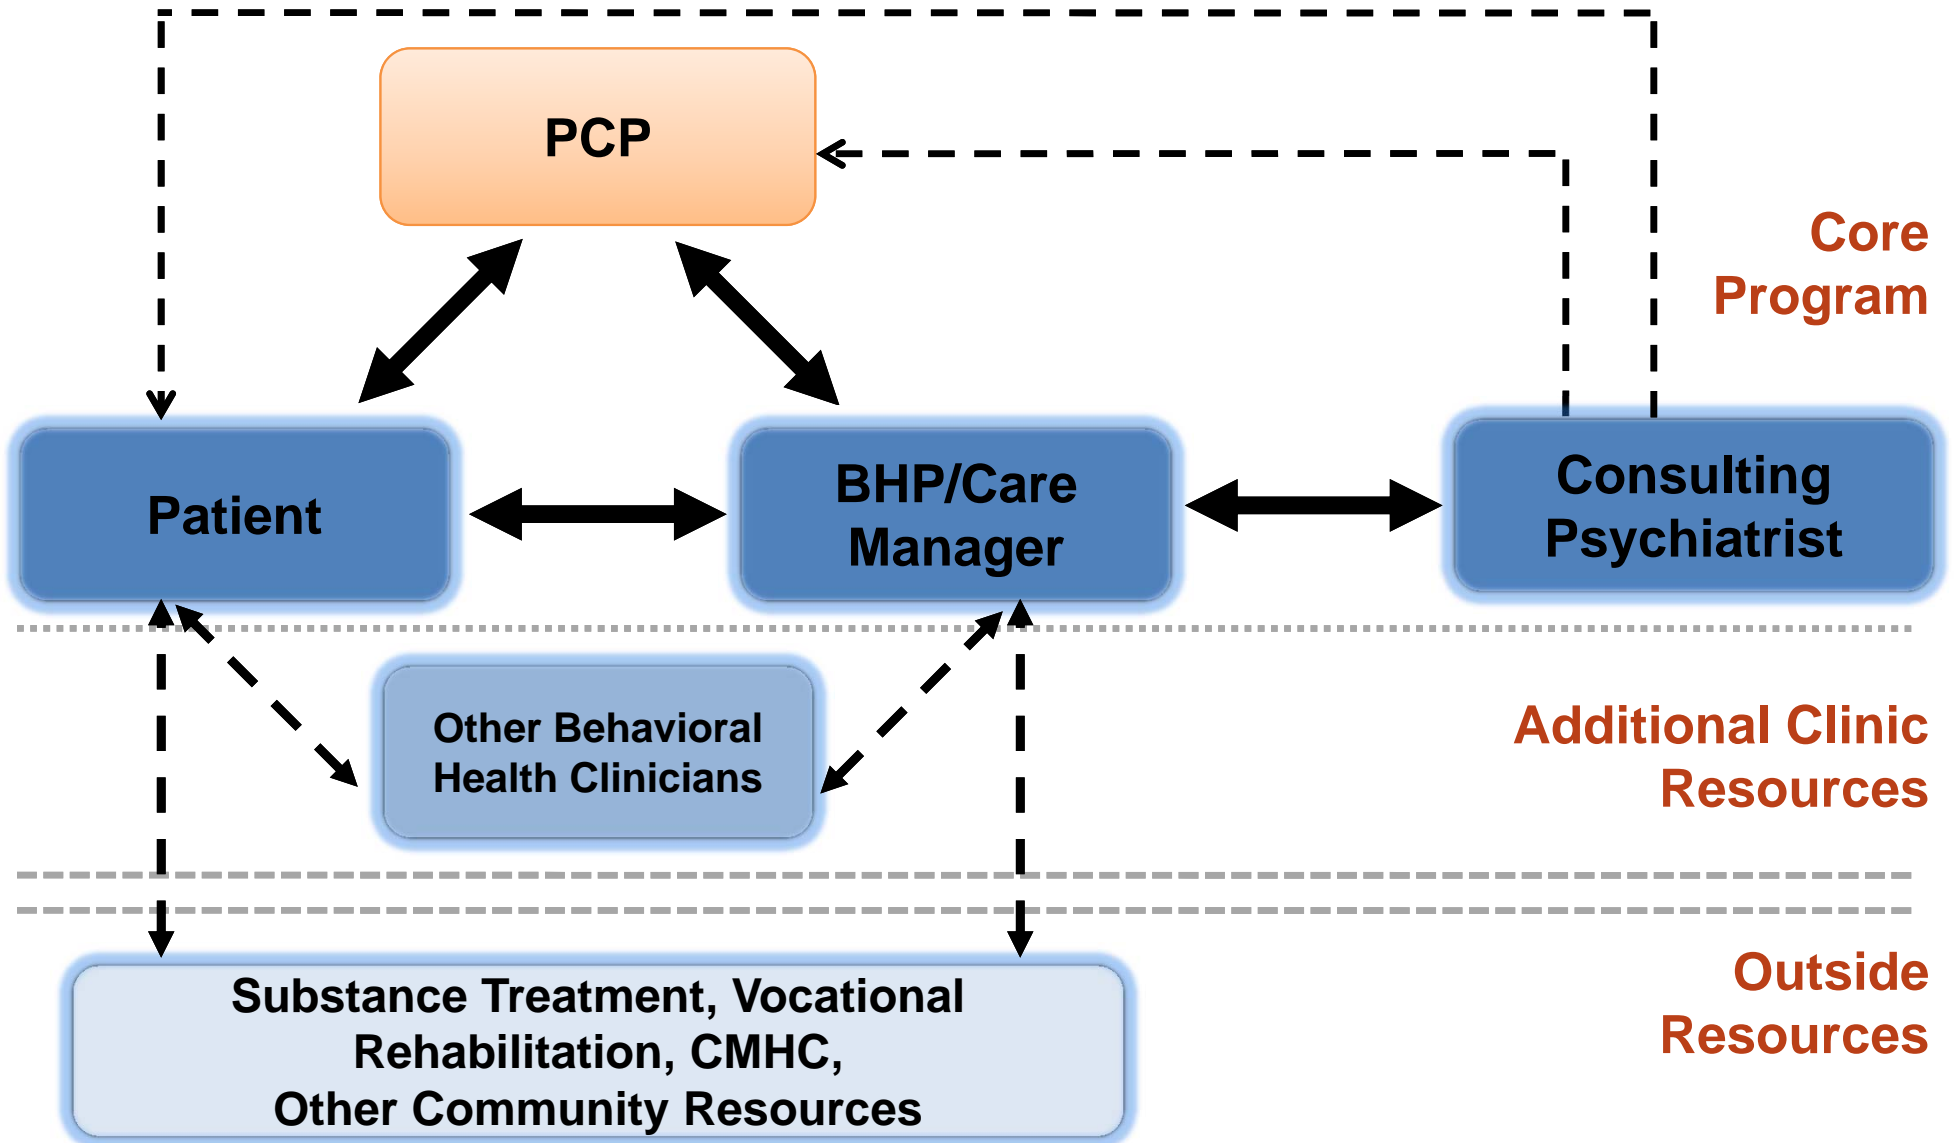 PCP
Core
Program
Patient
BHP/Care
Manager
Consulting
Psychiatrist
Other Behavioral
Health Clinicians
Additional Clinic
Resources
Substance Treatment, Vocational
Rehabilitation, CMHC,
Other Community Resources
Outside
Resources